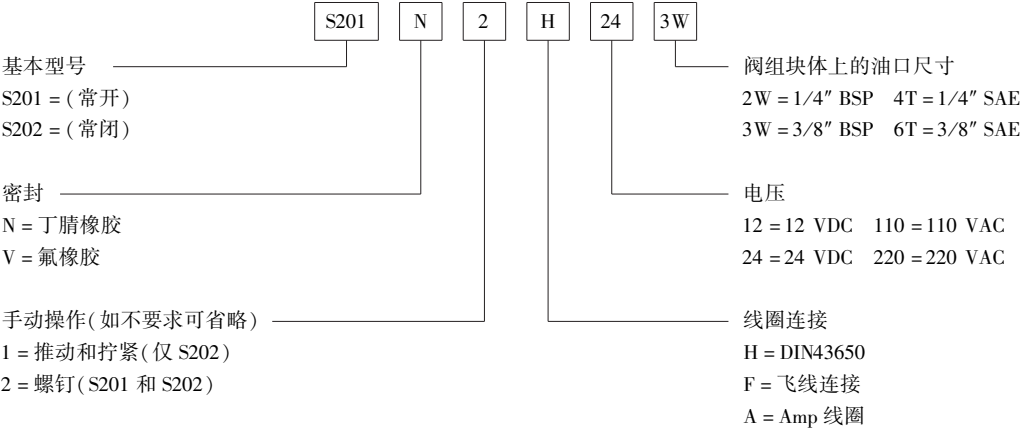 S201 N 2 H 24 3W
基本型号
S201 = (常开)
S202 = (常闭)
密封
N = 丁腈橡胶
V = 氟橡胶
手动操作(如不要求可省略)
1 = 推动和拧紧(仅 S202)
2 = 螺钉(S201 和 S202)
阀组块体上的油口尺寸
2W = 1/4″ BSP 4T = 1/4″ SAE
3W = 3/8″ BSP 6T = 3/8″ SAE
电压
12 = 12 VDC 110 = 110 VAC
24 = 24 VDC 220 = 220 VAC
线圈连接
H = DIN43650
F = 飞线连接
A = Amp 线圈